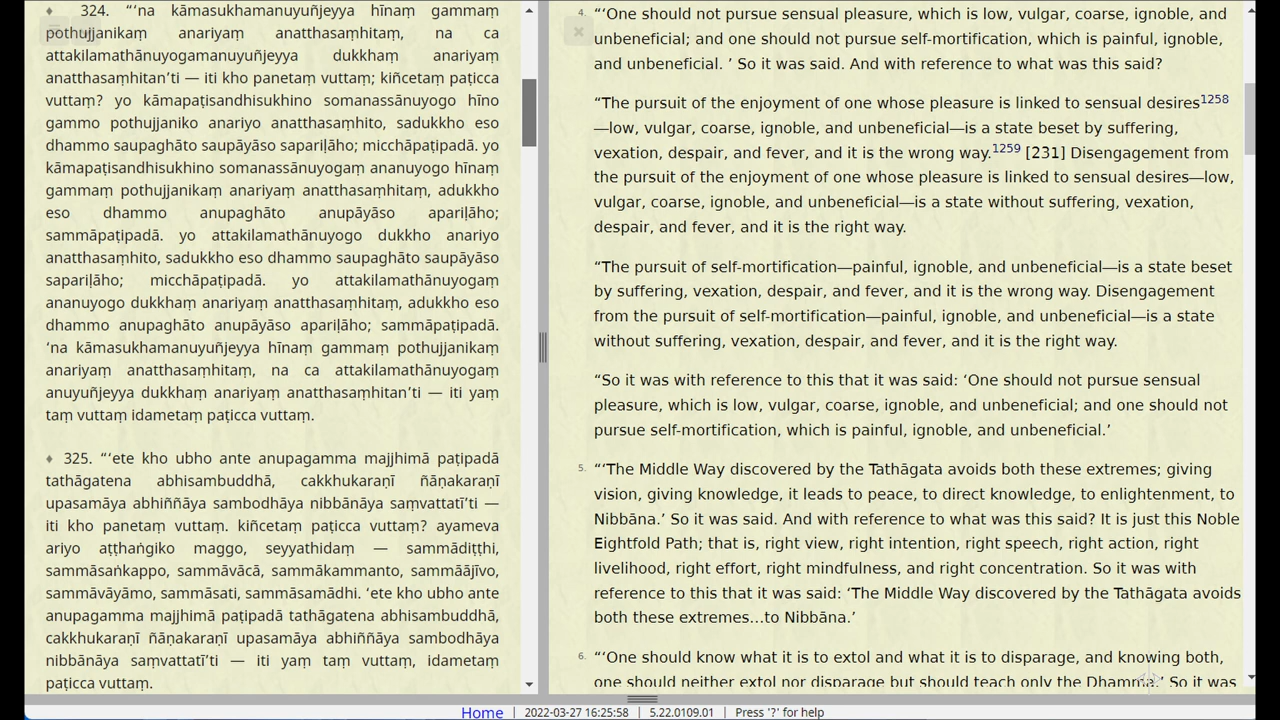 ♦ 324. “‘na kāmasukhamanuyuñjeyya hīnaṃ gammaṃ
pothujjanikaṃ anariyaṃ anatthasaṃhitaṃ, na ca
attakilamathānuyogamanuyuñjeyya dukkhaṃ anariyaṃ
anatthasaṃhitan’ti — iti kho panetaṃ vuttaṃ; kiñcetaṃ paṭicca
vuttaṃ? yo kāmapaṭisandhisukhino somanassānuyogo hīno
gammo pothujjaniko anariyo anatthasaṃhito, sadukkho eso
dhammo saupaghāto saupāyāso sapariḷāho; micchāpaṭipadā. yo
kāmapaṭisandhisukhino somanassānuyogaṃ ananuyogo hīnaṃ
gammaṃ pothujjanikaṃ anariyaṃ anatthasaṃhitaṃ, adukkho
eso dhammo anupaghāto anupāyāso apariḷāho;
sammāpaṭipadā. yo attakilamathānuyogo dukkho anariyo
anatthasaṃhito, sadukkho eso dhammo saupaghāto saupāyāso
sapariḷāho; micchāpaṭipadā. yo attakilamathānuyogaṃ
ananuyogo dukkhaṃ anariyaṃ anatthasaṃhitaṃ, adukkho eso
dhammo anupaghāto anupāyāso apariḷāho; sammāpaṭipadā.
‘na kāmasukhamanuyuñjeyya hīnaṃ gammaṃ pothujjanikaṃ
anariyaṃ anatthasaṃhitaṃ, na ca attakilamathānuyogaṃ
anuyuñjeyya dukkhaṃ anariyaṃ anatthasaṃhitan’ti — iti yaṃ
taṃ vuttaṃ idametaṃ paṭicca vuttaṃ.
♦ 325. “‘ete kho ubho ante anupagamma majjhimā paṭipadā
tathāgatena abhisambuddhā, cakkhukaraṇī ñāṇakaraṇī
upasamāya abhiññāya sambodhāya nibbānāya saṃvattatī’ti —
iti kho panetaṃ vuttaṃ. kiñcetaṃ paṭicca vuttaṃ? ayameva
ariyo aṭṭhaṅgiko maggo, seyyathidaṃ — sammādiṭṭhi,
sammāsaṅkappo, sammāvācā, sammākammanto, sammāājīvo,
sammāvāyāmo, sammāsati, sammāsamādhi. ‘ete kho ubho ante
anupagamma majjhimā paṭipadā tathāgatena abhisambuddhā,
cakkhukaraṇī ñāṇakaraṇī upasamāya abhiññāya sambodhāya
nibbānāya saṃvattatī’ti — iti yaṃ taṃ vuttaṃ, idametaṃ
paṭicca vuttaṃ.
4. “‘One should not pursue sensual pleasure, which is low, vulgar, coarse, ignoble, and
unbeneficial; and one should not pursue self-mortification, which is painful, ignoble,
and unbeneficial. ’ So it was said. And with reference to what was this said?
“The pursuit of the enjoyment of one whose pleasure is linked to sensual desires1258
—low, vulgar, coarse, ignoble, and unbeneficial—is a state beset by suffering,
vexation, despair, and fever, and it is the wrong way.1259 [231] Disengagement from
the pursuit of the enjoyment of one whose pleasure is linked to sensual desires—low,
vulgar, coarse, ignoble, and unbeneficial—is a state without suffering, vexation,
despair, and fever, and it is the right way.
“The pursuit of self-mortification—painful, ignoble, and unbeneficial—is a state beset
by suffering, vexation, despair, and fever, and it is the wrong way. Disengagement
from the pursuit of self-mortification—painful, ignoble, and unbeneficial—is a state
without suffering, vexation, despair, and fever, and it is the right way.
“So it was with reference to this that it was said: ‘One should not pursue sensual
pleasure, which is low, vulgar, coarse, ignoble, and unbeneficial; and one should not
pursue self-mortification, which is painful, ignoble, and unbeneficial.’
5. “‘The Middle Way discovered by the Tathāgata avoids both these extremes; giving
vision, giving knowledge, it leads to peace, to direct knowledge, to enlightenment, to
Nibbāna.’ So it was said. And with reference to what was this said? It is just this Noble
Eightfold Path; that is, right view, right intention, right speech, right action, right
livelihood, right effort, right mindfulness, and right concentration. So it was with
reference to this that it was said: ‘The Middle Way discovered by the Tathāgata avoids
both these extremes…to Nibbāna.’
6. “‘One should know what it is to extol and what it is to disparage, and knowing both,
one should neither extol nor disparage but should teach only the Dhamma.’ So it was
Home | 2022-03-27 16:25:58 | 5.22.0109.01 | Press '?' for help